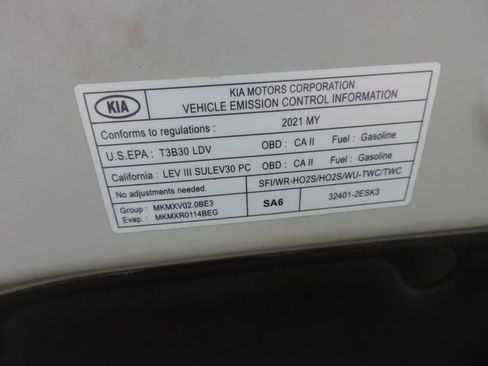 KIA
KIA MOTORS CORPORATION
VEHICLE EMISSION CONTROL INFORMATION
Conforms to regulations : 2021 MY
U.S.EPA : T3B30 LDV OBD : CA II Fuel : Gasoline
California : LEV III SULEV30 PC OBD : CA II Fuel : Gasoline
No adjustments needed. SFI/WR-HO2S/HO2S/WU-TWC/TWC
Group : MKMXV02.0BE3 SA6 32401-2ESK3
Evap. : MKMXR0114BEG